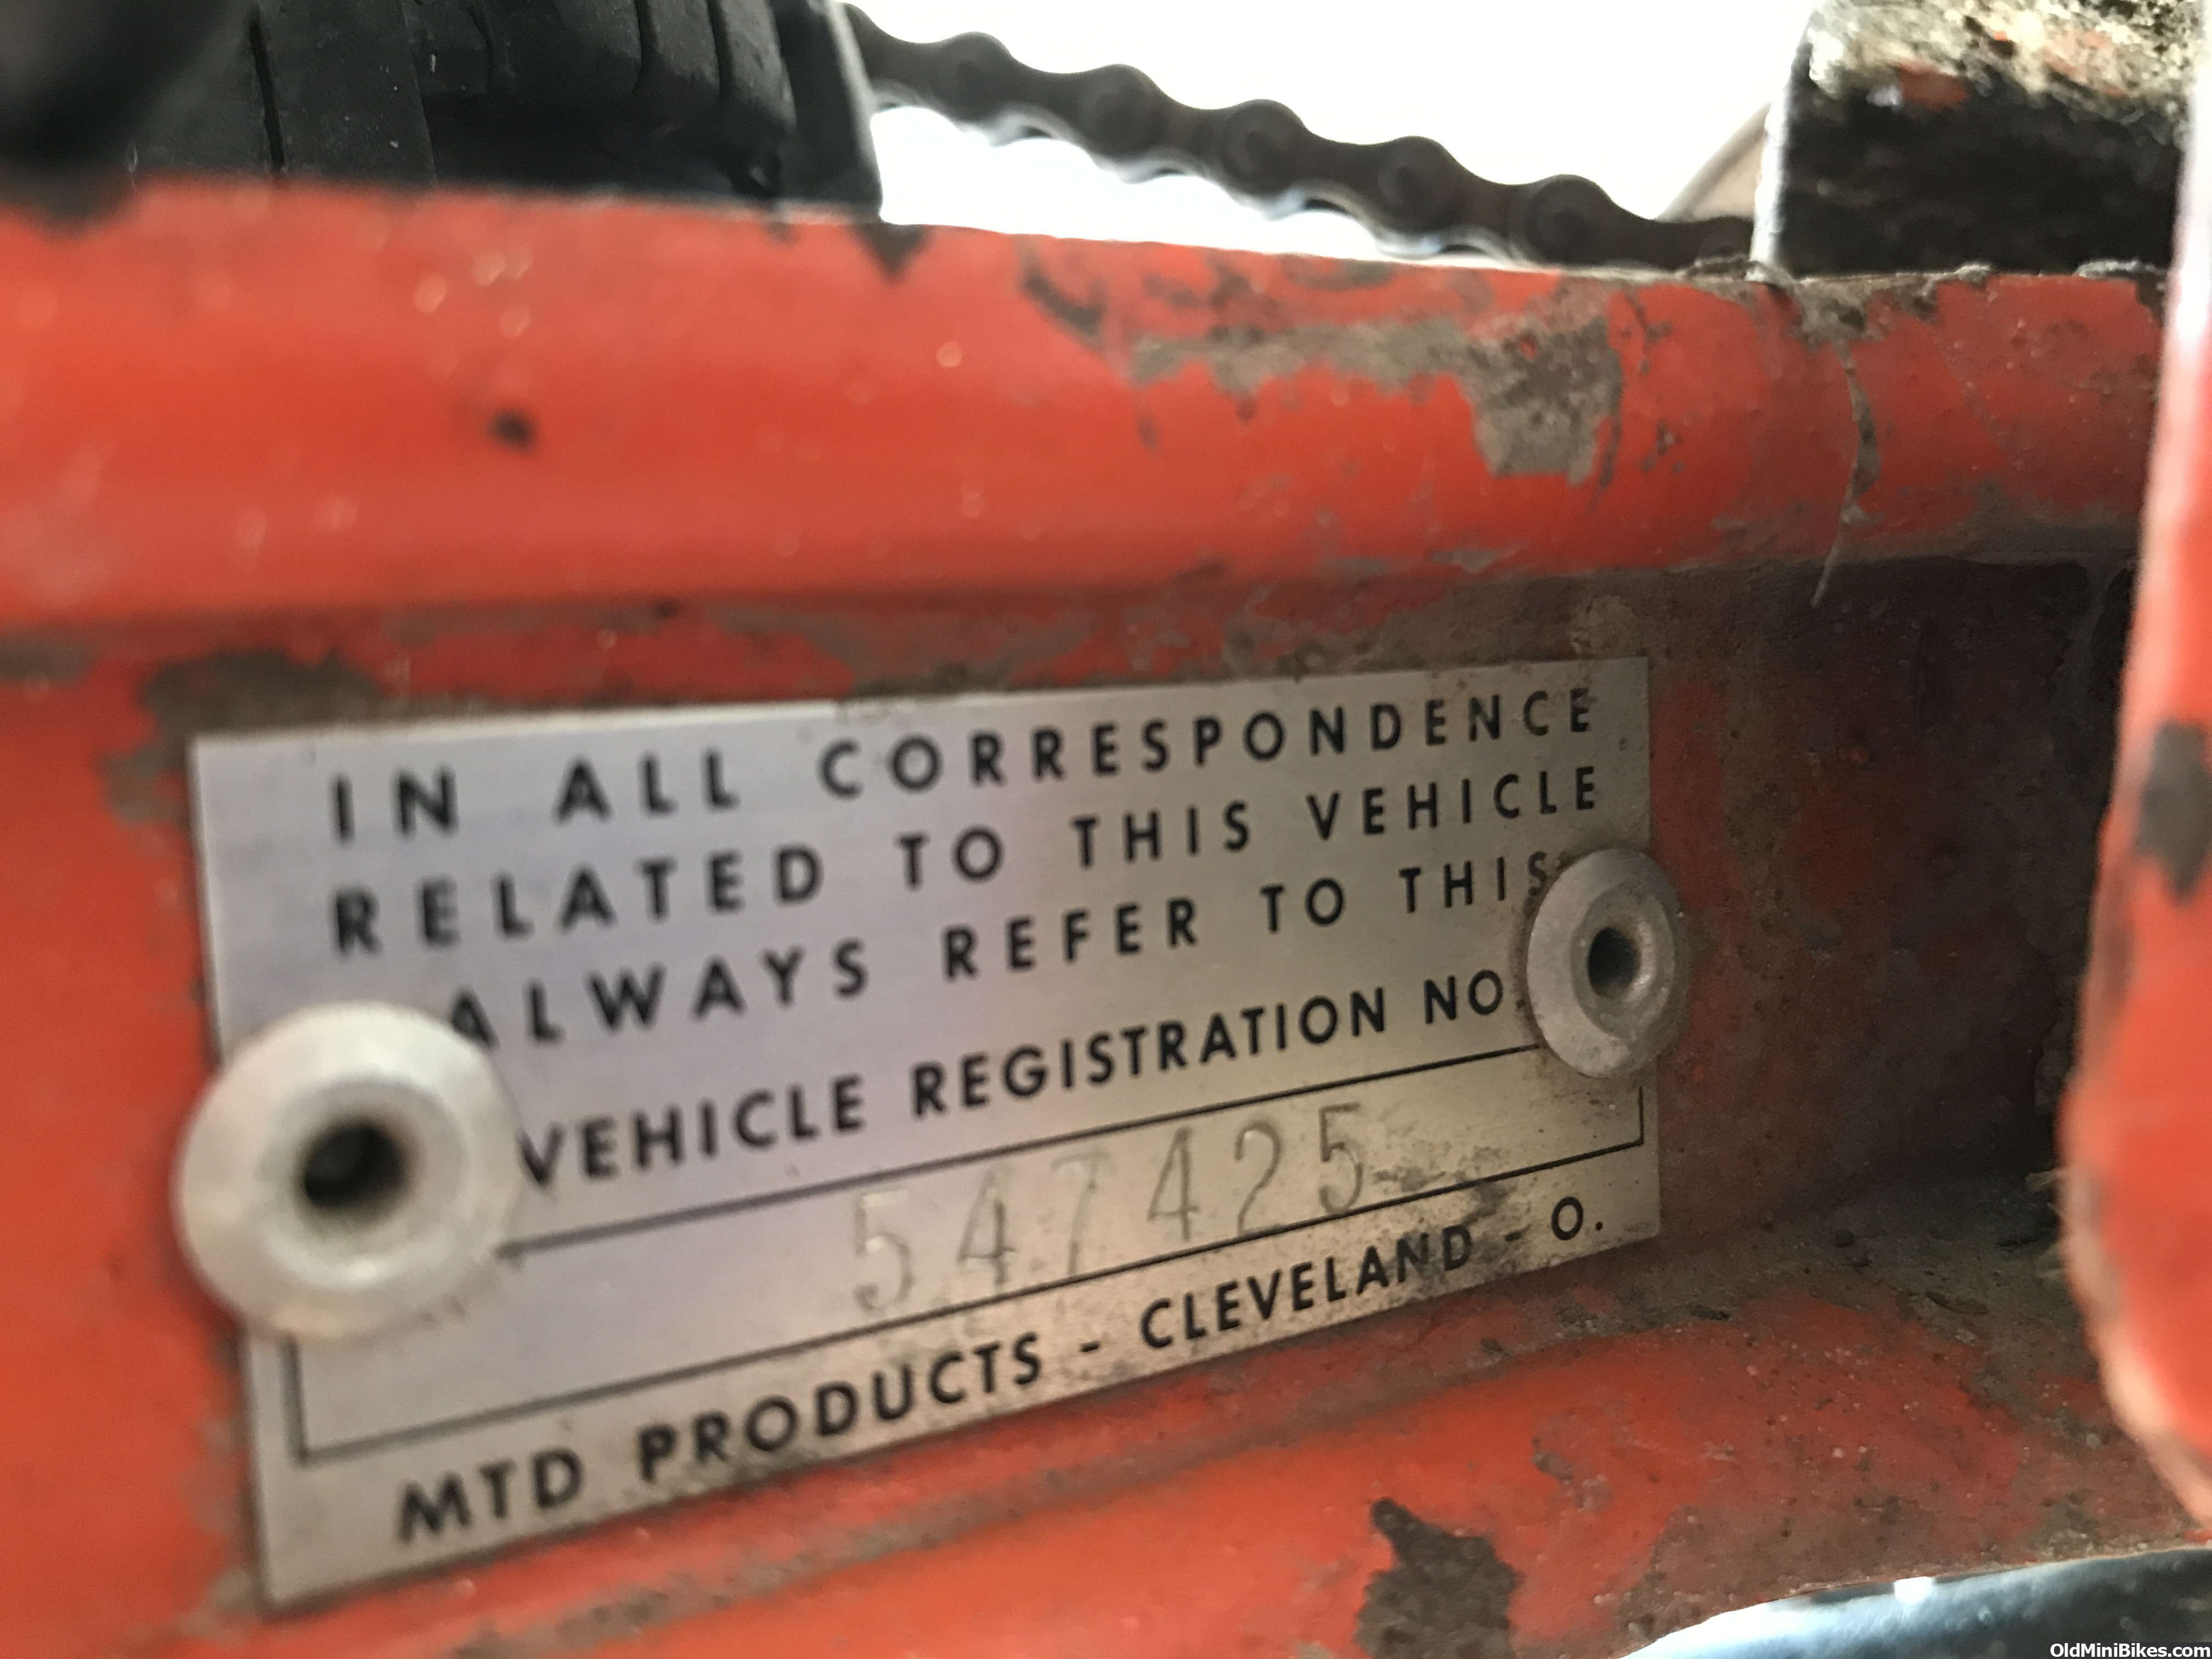 IN ALL CORRESPONDENCE
RELATED TO THIS VEHICLE
ALWAYS REFER TO THIS
VEHICLE REGISTRATION NO.
547425
MTD PRODUCTS - CLEVELAND - O.
OldMiniBikes.com